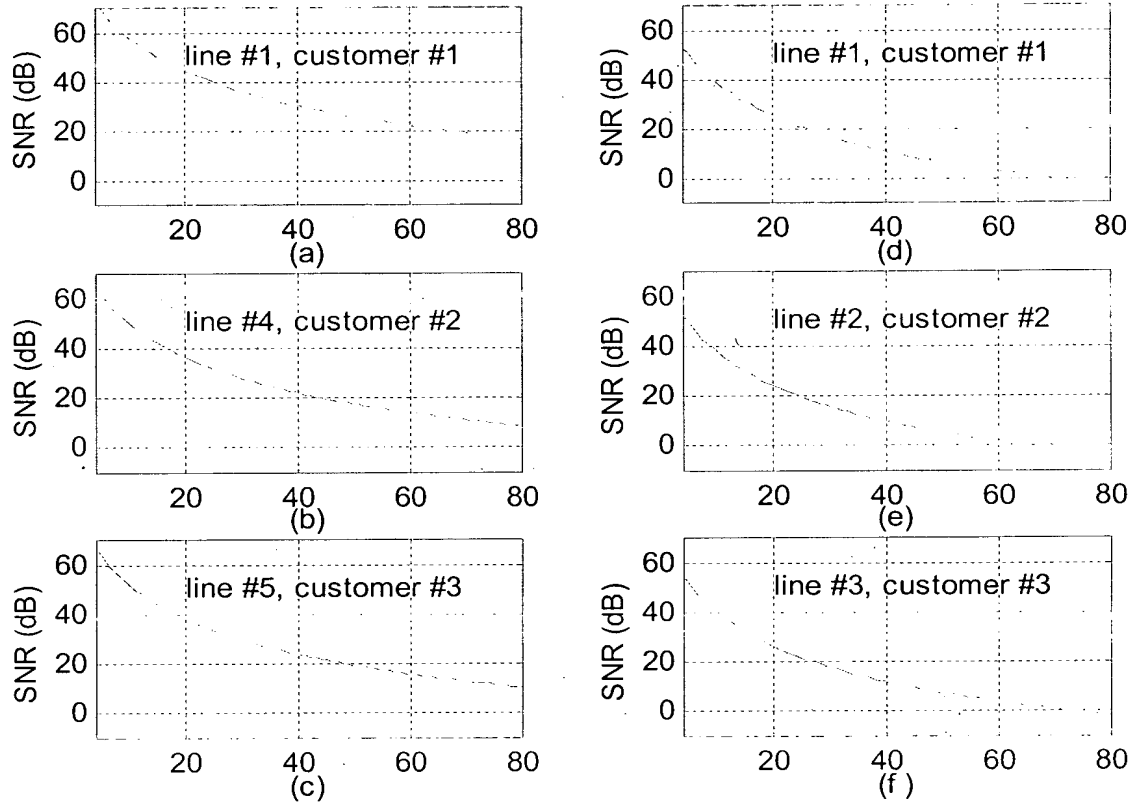 60
40
20
0
SNR (dB)
line #1, customer #1
20 40 60 80
(a)
60
40
20
0
SNR (dB)
line #4, customer #2
20 40 60 80
(b)
60
40
20
0
SNR (dB)
line #5, customer #3
20 40 60 80
(c)
60
40
20
0
SNR (dB)
line #1, customer #1
20 40 60 80
(d)
60
40
20
0
SNR (dB)
line #2, customer #2
20 40 60 80
(e)
60
40
20
0
SNR (dB)
line #3, customer #3
20 40 60 80
(f )